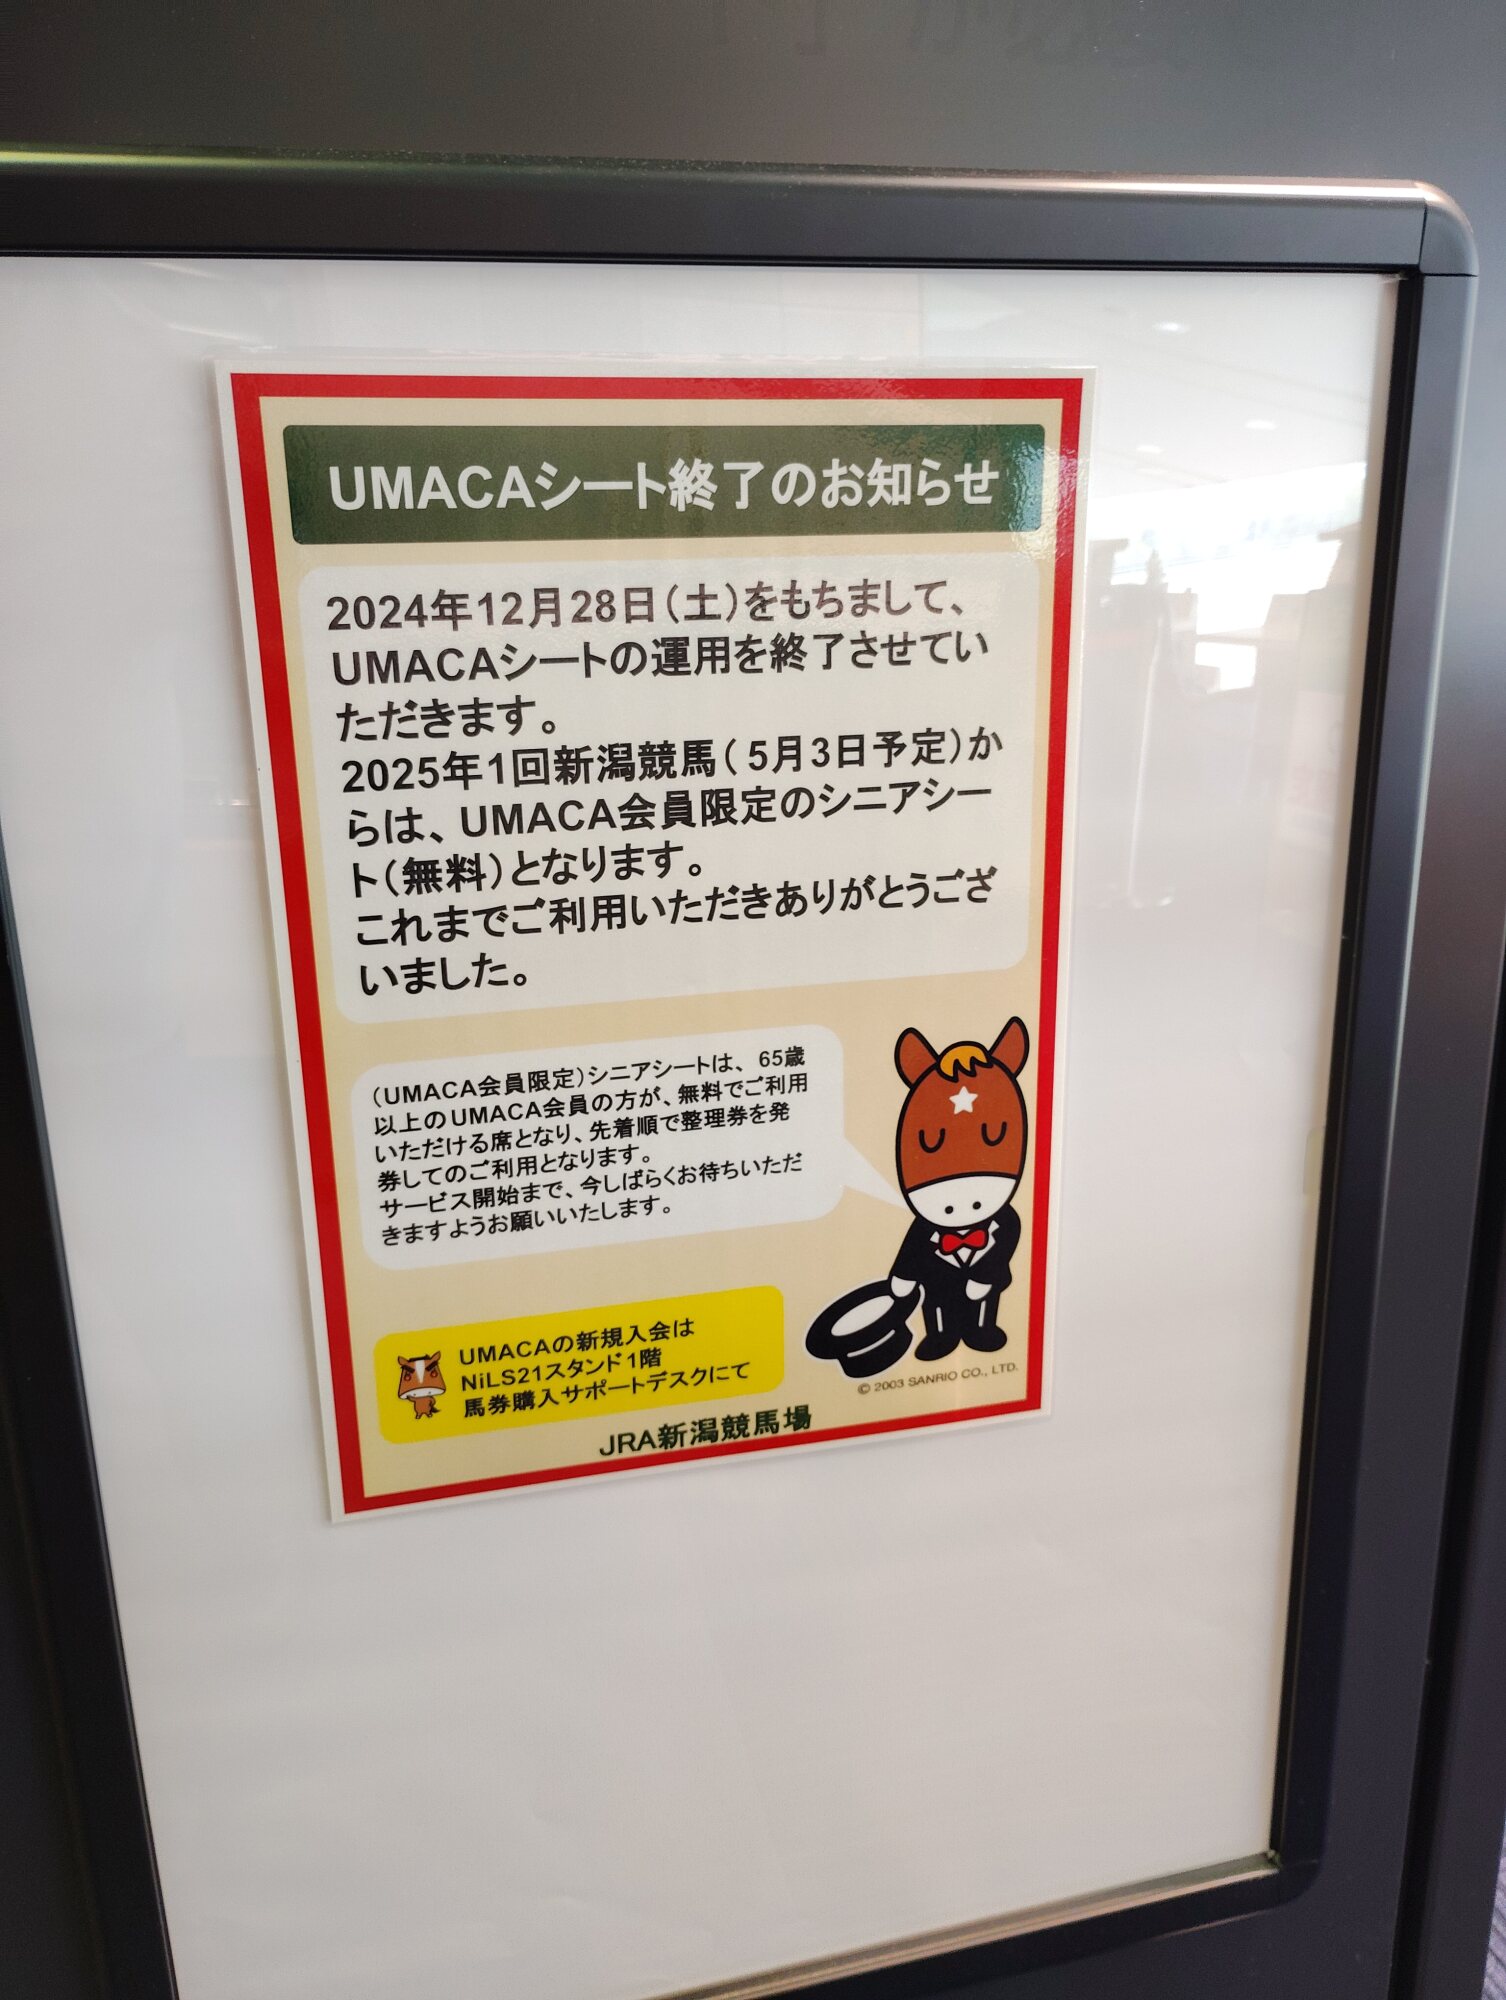 UMACAシート終了のお知らせ
2024年12月28日(土)をもちまして、
UMACAシートの運用を終了させてい
ただきます。
2025年1回新潟競馬(5月3日予定)か
らは、UMACA会員限定のシニアシー
ト(無料)となります。
これまでご利用いただきありがとうござ
いました。
(UMACA会員限定)シニアシートは、65歳
以上のUMACA会員の方が、無料でご利用
いただける席となり、先着順で整理券を発
券してのご利用となります。
サービス開始まで、今しばらくお待ちいただ
きますようお願いいたします。
UMACAの新規入会は
NiLS21スタンド1階
馬券購入サポートデスクにて
© 2003 SANRIO CO., LTD.
JRA新潟競馬場